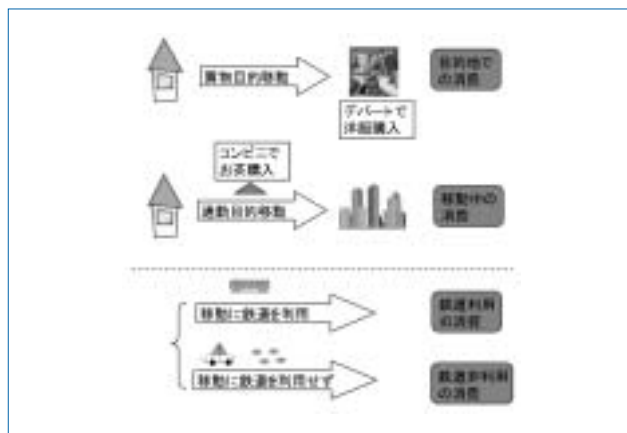 買物目的移動
デパートで
洋服購入
目的地で
の消費
コンビニで
お茶購入
通勤目的移動
移動中の
消費
移動に鉄道を利用
鉄道利用
の消費
移動に鉄道を利用せず
鉄道非利用
の消費